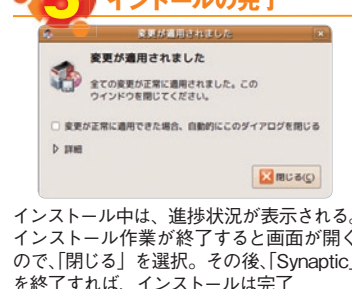 3 インストールの完了
変更が適用されました
変更が適用されました
全ての変更が正常に適用されました。この
ウインドウを閉じてください。
変更が正常に適用できた場合、自動的にこのダイアログを閉じる
詳細
閉じる(C)
インストール中は、進捗状況が表示される。
インストール作業が終了すると画面が開く
ので、「閉じる」を選択。その後、「Synaptic」
を終了すれば、インストールは完了